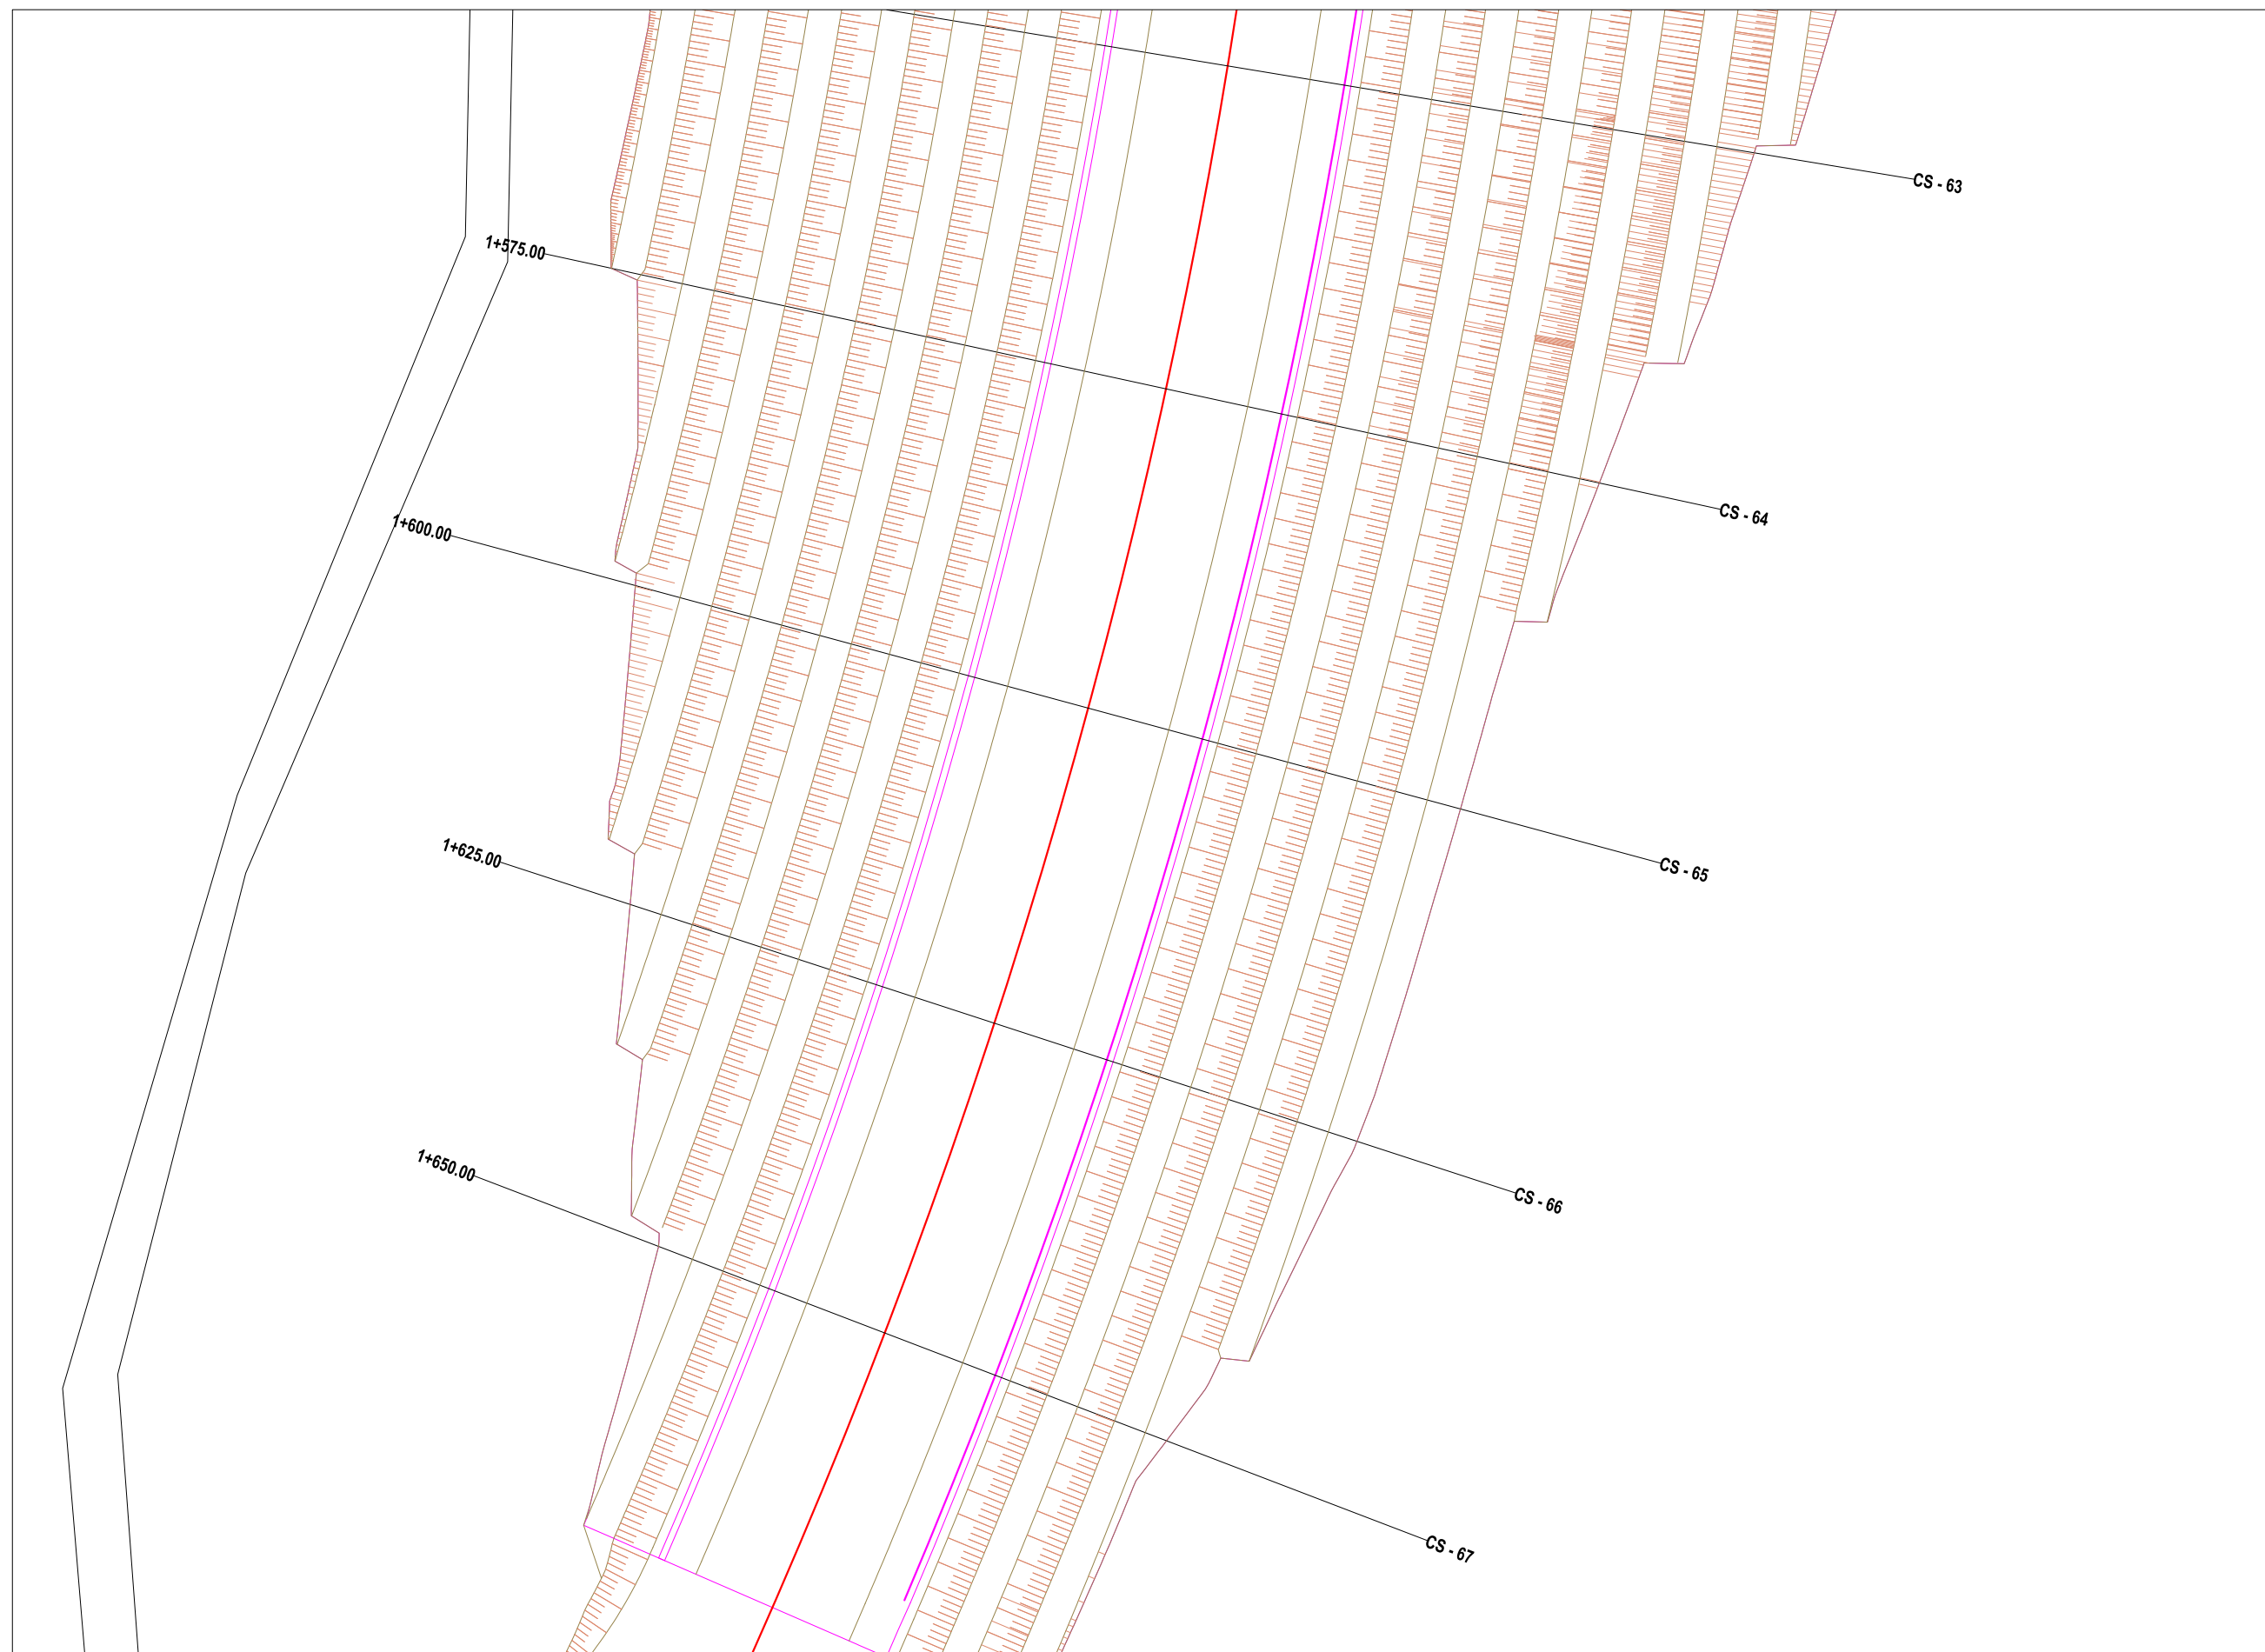 CS - 63
1+575.00
CS - 64
1+600.00
CS - 65
1+625.00
CS - 66
1+650.00
CS - 67